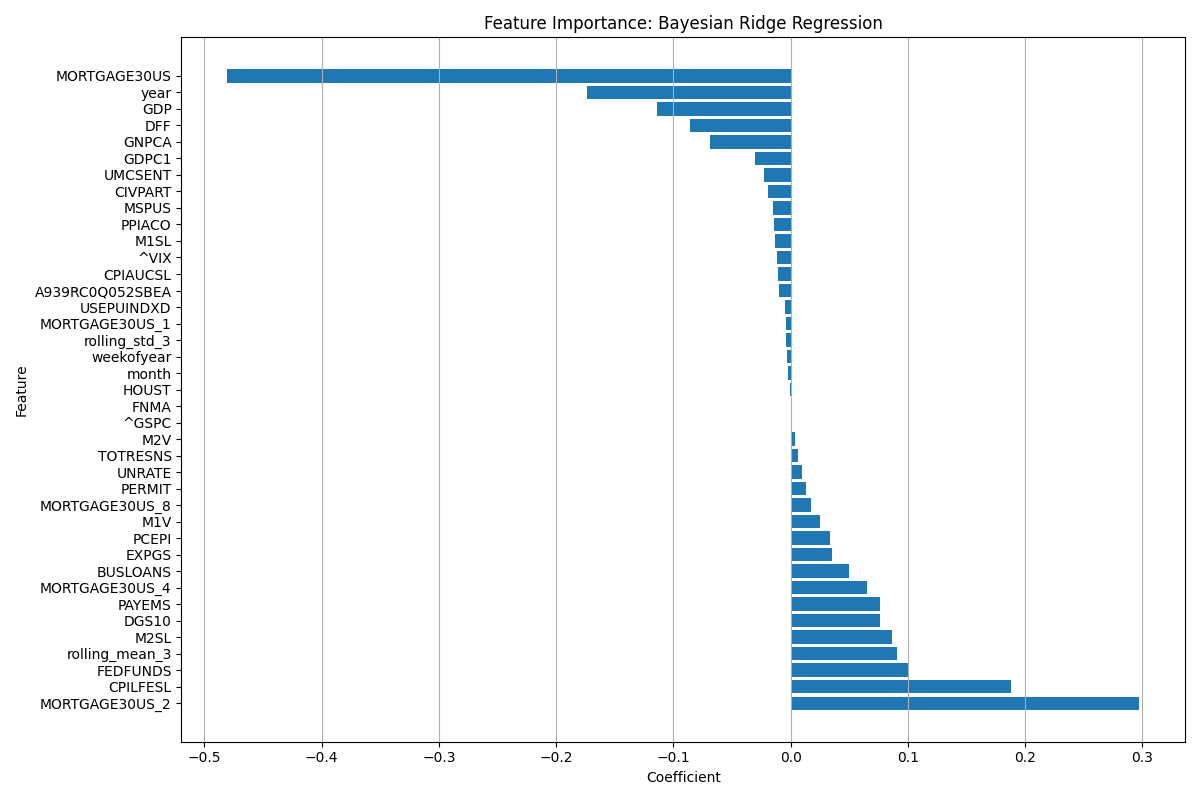 Feature Importance: Bayesian Ridge Regression
MORTGAGE30US
year
GDP
DFF
GNPCA
GDPC1
UMCSENT
CIVPART
MSPUS
PPIACO
M1SL
^VIX
CPIAUCSL
A939RC0Q052SBEA
USEPUINDXD
MORTGAGE30US_1
rolling_std_3
weekofyear
month
HOUST
FNMA
^GSPC
M2V
TOTRESNS
UNRATE
PERMIT
MORTGAGE30US_8
M1V
PCEPI
EXPGS
BUSLOANS
MORTGAGE30US_4
PAYEMS
DGS10
M2SL
rolling_mean_3
FEDFUNDS
CPILFESL
MORTGAGE30US_2
Feature
−0.5 −0.4 −0.3 −0.2 −0.1 0.0 0.1 0.2 0.3
Coefficient